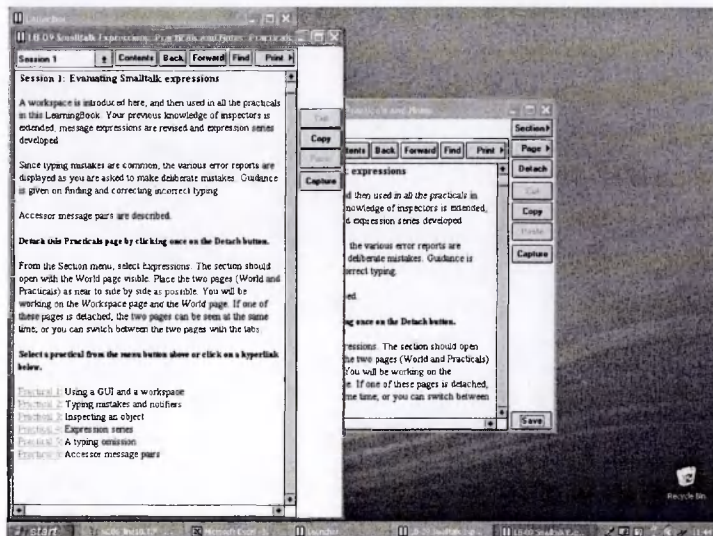 Launcher
LB-09 Smalltalk Expressions: Practicals and Notes: Practicals
Session 1
Contents
Back
Forward
Find
Print
Session 1: Evaluating Smalltalk expressions
A workspace is introduced here, and then used in all the practicals
in this LearningBook. Your previous knowledge of inspectors is
extended, message expressions are revised and expression series
developed
Since typing mistakes are common, the various error reports are
displayed as you are asked to make deliberate mistakes. Guidance
is given on finding and correcting incorrect typing
Accessor message pairs are described.
Detach this Practicals page by clicking once on the Detach button.
From the Section menu, select Expressions. The section should
open with the World page visible. Place the two pages (World and
Practicals) as near to side by side as possible. You will be
working on the Workspace page and the World page. If one of
these pages is detached, the two pages can be seen at the same
time, or you can switch between the two pages with the tabs
Select a practical from the menu button above or click on a hyperlink
below.
Practical 1: Using a GUI and a workspace
Practical 2: Typing mistakes and notifiers
Practical 3: Inspecting an object
Practical 4: Expression series
Practical 5: A typing omission
Practical 6: Accessor message pairs
Cut
Copy
Paste
Capture
Practicals and Notes
tents
Back
Forward
Find
Print
expressions
d then used in all the practicals in
nowledge of inspectors is extended,
d expression series developed
the various error reports are
deliberate mistakes. Guidance is
orrect typing
ed.
ng once on the Detach button.
ressions. The section should open
he two pages (World and Practicals)
You will be working on the
e. If one of these pages is detached,
me time, or you can switch between
Section
Page
Detach
Cut
Copy
Paste
Capture
Save
Recycle Bin
start
Microsoft Excel
Launcher
LB-09 Smalltalk Exp...
LB-09 Smalltalk E...
11:44